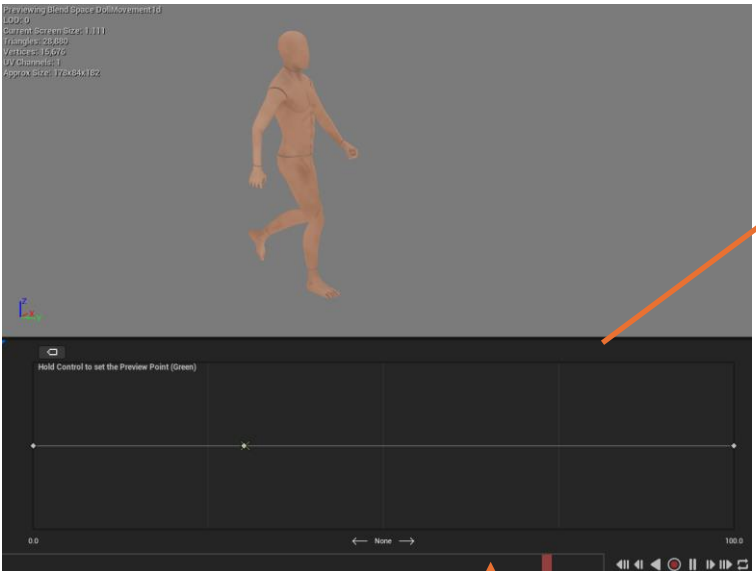 Previewing Blend Space DollMovement1d
LOD: 0
Current Screen Size: 1.111
Triangles: 28,880
Vertices: 15,676
UV Channels: 1
Approx Size: 178x84x182
Z
X
Hold Control to set the Preview Point (Green)
0.0
None
100.0